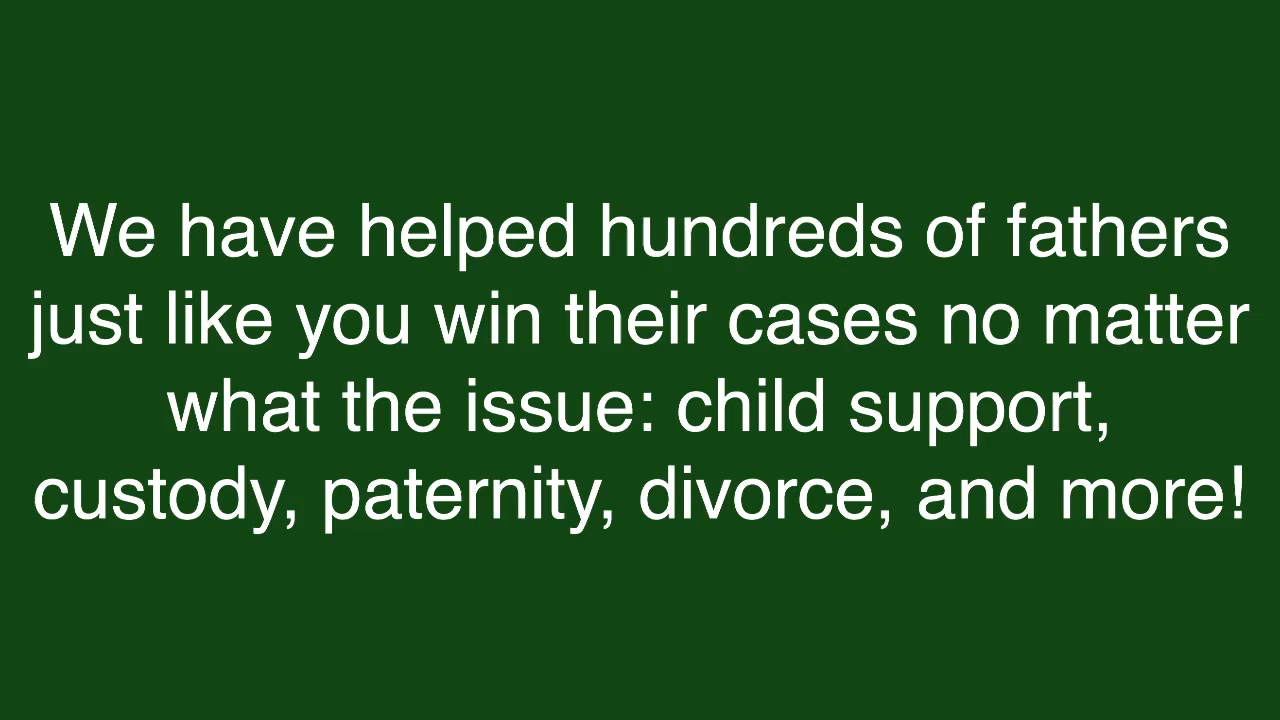 We have helped hundreds of fathers
just like you win their cases no matter
what the issue: child support,
custody, paternity, divorce, and more!